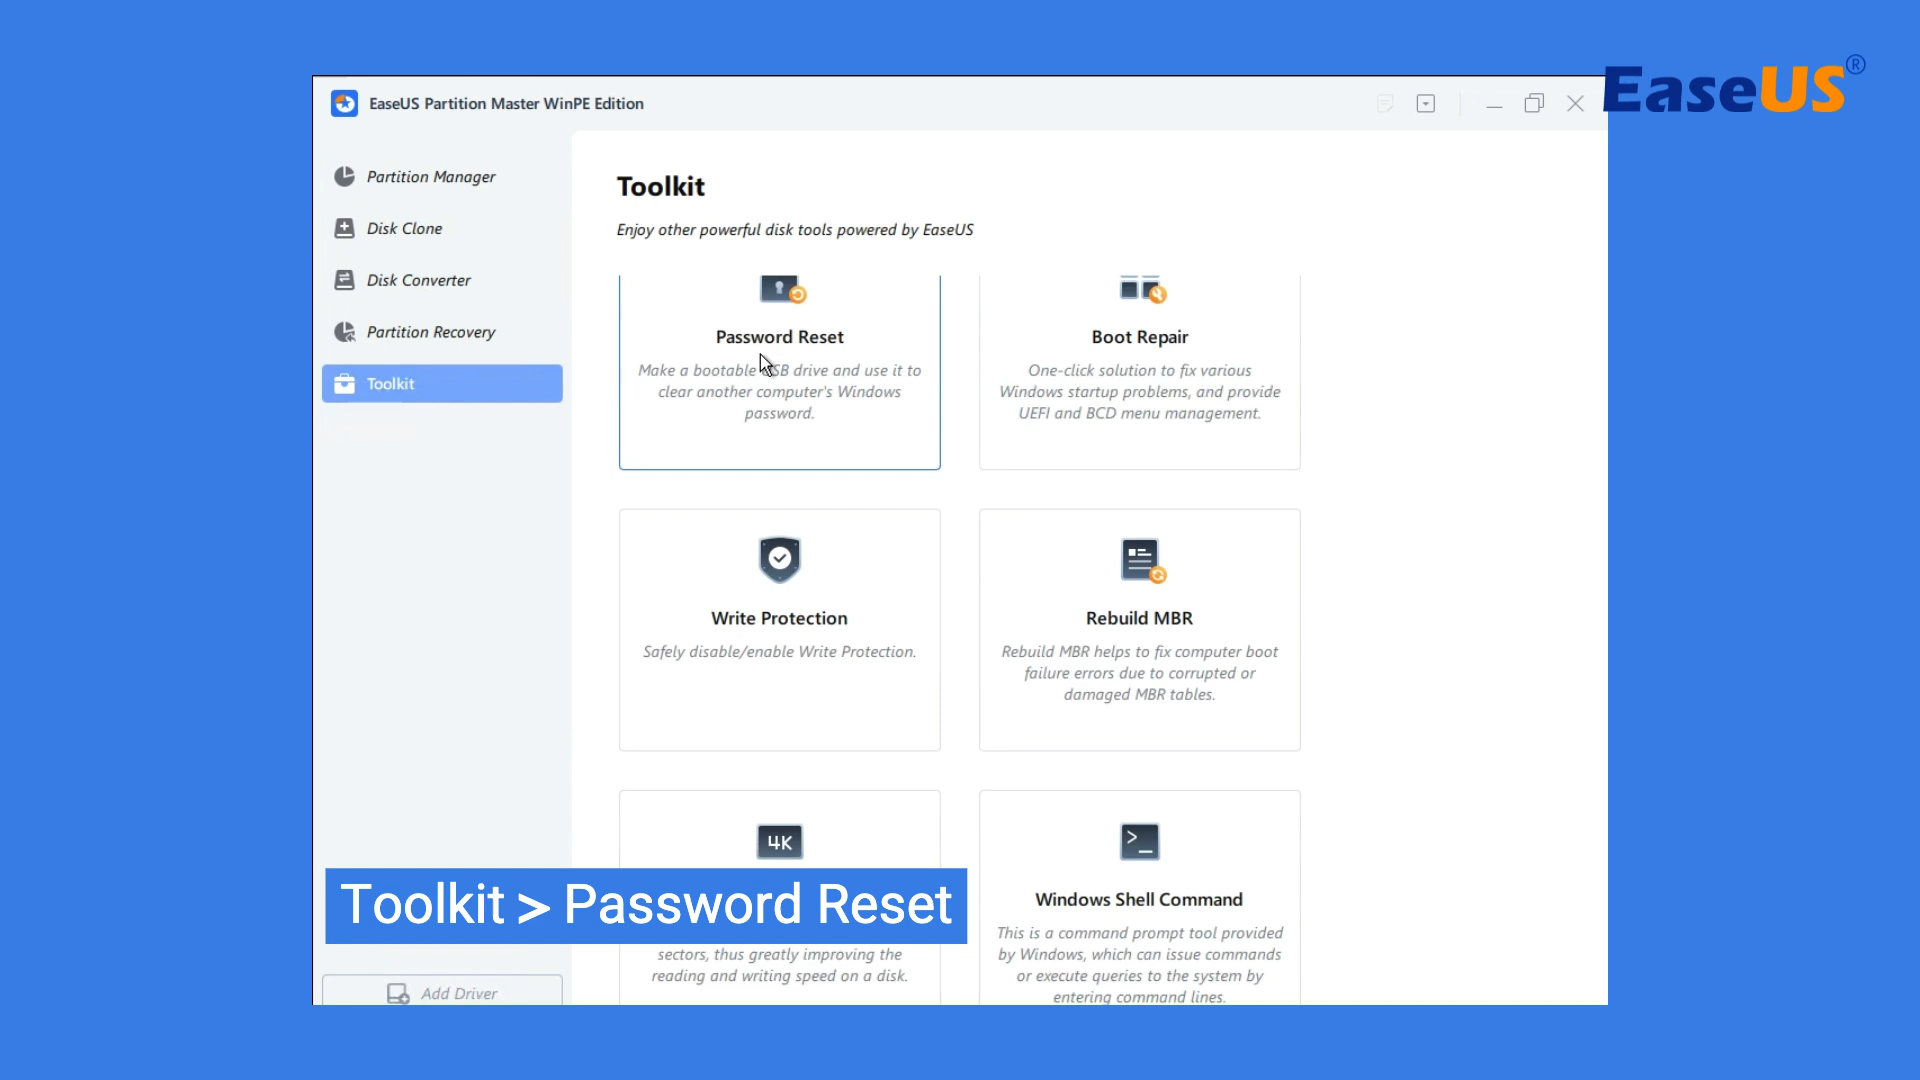 EaseUS®
EaseUS Partition Master WinPE Edition
Partition Manager
Disk Clone
Disk Converter
Partition Recovery
Toolkit
Toolkit
Enjoy other powerful disk tools powered by EaseUS
Password Reset
Make a bootable USB drive and use it to
clear another computer's Windows
password.
Boot Repair
One-click solution to fix various
Windows startup problems, and provide
UEFI and BCD menu management.
Write Protection
Safely disable/enable Write Protection.
Rebuild MBR
Rebuild MBR helps to fix computer boot
failure errors due to corrupted or
damaged MBR tables.
4K
Toolkit > Password Reset
sectors, thus greatly improving the
reading and writing speed on a disk.
Windows Shell Command
This is a command prompt tool provided
by Windows, which can issue commands
or execute queries to the system by
entering command lines.
Add Driver